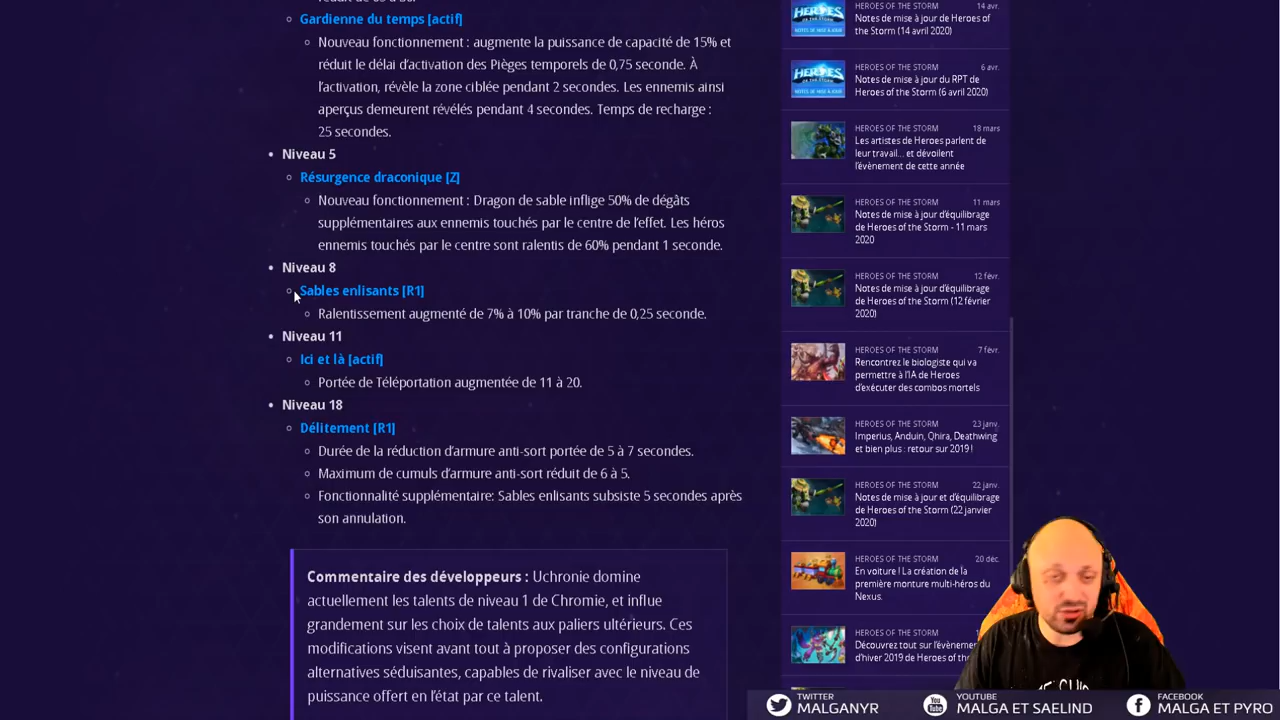 Gardienne du temps [actif]
Nouveau fonctionnement : augmente la puissance de capacité de 15% et
réduit le délai d'activation des Pièges temporels de 0,75 seconde. À
l'activation, révèle la zone ciblée pendant 2 secondes. Les ennemis ainsi
aperçus demeurent révélés pendant 4 secondes. Temps de recharge :
25 secondes.
Niveau 5
Résurgence draconique [Z]
Nouveau fonctionnement : Dragon de sable inflige 50% de dégâts
supplémentaires aux ennemis touchés par le centre de l'effet. Les héros
ennemis touchés par le centre sont ralentis de 60% pendant 1 seconde.
Niveau 8
Sables enlisants [R1]
Ralentissement augmenté de 7% à 10% par tranche de 0,25 seconde.
Niveau 11
Ici et là [actif]
Portée de Téléportation augmentée de 11 à 20.
Niveau 18
Délitement [R1]
Durée de la réduction d'armure anti-sort portée de 5 à 7 secondes.
Maximum de cumuls d'armure anti-sort réduit de 6 à 5.
Fonctionnalité supplémentaire: Sables enlisants subsiste 5 secondes après
son annulation.
Commentaire des développeurs : Uchronie domine
actuellement les talents de niveau 1 de Chromie, et influe
grandement sur les choix de talents aux paliers ultérieurs. Ces
modifications visent avant tout à proposer des configurations
alternatives séduisantes, capables de rivaliser avec le niveau de
puissance offert en l'état par ce talent.
HEROES OF THE STORM 14 avr.
Notes de mise à jour de Heroes of
the Storm (14 avril 2020)
HEROES OF THE STORM 6 avr.
Notes de mise à jour du RPT de
Heroes of the Storm (6 avril 2020)
HEROES OF THE STORM 18 mars
Les artistes de Heroes parlent de
leur travail... et dévoilent
l'évènement de cette année
HEROES OF THE STORM 11 mars
Notes de mise à jour d'équilibrage
de Heroes of the Storm - 11 mars
2020
HEROES OF THE STORM 12 févr.
Notes de mise à jour d'équilibrage
de Heroes of the Storm (12 février
2020)
HEROES OF THE STORM 7 févr.
Rencontrez le biologiste qui va
permettre à l'IA de Heroes
d'exécuter des combos mortels
HEROES OF THE STORM 23 janv.
Imperius, Anduin, Qhira, Deathwing
et bien plus : retour sur 2019 !
HEROES OF THE STORM 22 janv.
Notes de mise à jour et d'équilibrage
de Heroes of the Storm (22 janvier
2020)
HEROES OF THE STORM 20 déc.
En voiture ! La création de la
première monture multi-héros du
Nexus.
HEROES OF THE STORM
Découvrez tout sur l'évènement
d'hiver 2019 de Heroes of the
TWITTER
MALGANYR
YOUTUBE
MALGA ET SAELIND
FACEBOOK
MALGA ET PYRO